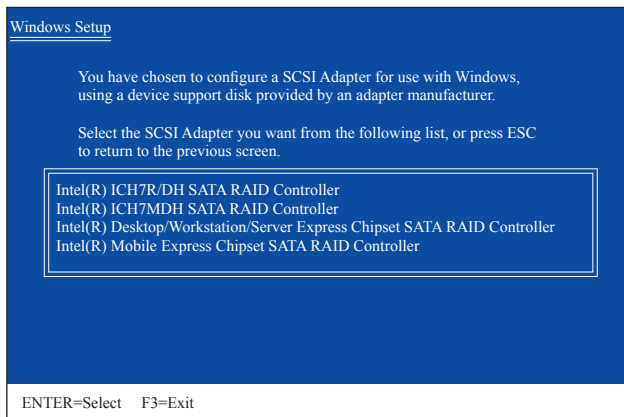 Windows Setup
You have chosen to configure a SCSI Adapter for use with Windows,
using a device support disk provided by an adapter manufacturer.
Select the SCSI Adapter you want from the following list, or press ESC
to return to the previous screen.
Intel(R) ICH7R/DH SATA RAID Controller
Intel(R) ICH7MDH SATA RAID Controller
Intel(R) Desktop/Workstation/Server Express Chipset SATA RAID Controller
Intel(R) Mobile Express Chipset SATA RAID Controller
ENTER=Select F3=Exit